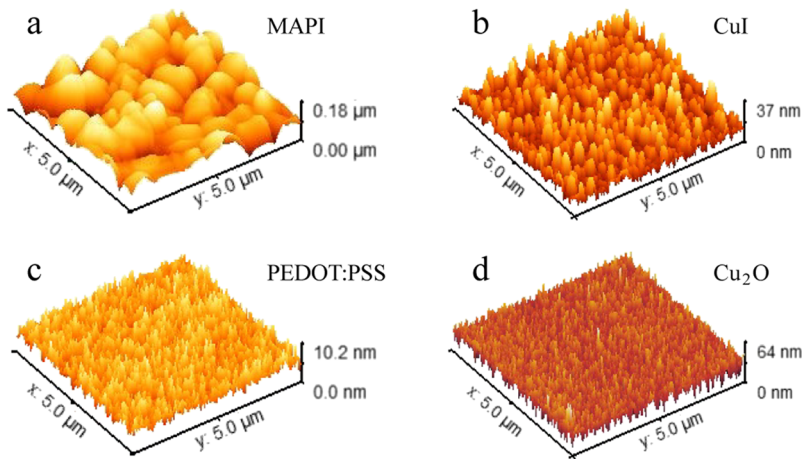 a MAPI
0.18 µm
0.00 µm
x: 5.0 µm
y: 5.0 µm
b CuI
37 nm
0 nm
x: 5.0 µm
y: 5.0 µm
c PEDOT:PSS
10.2 nm
0.0 nm
x: 5.0 µm
y: 5.0 µm
d Cu₂O
64 nm
0 nm
x: 5.0 µm
y: 5.0 µm